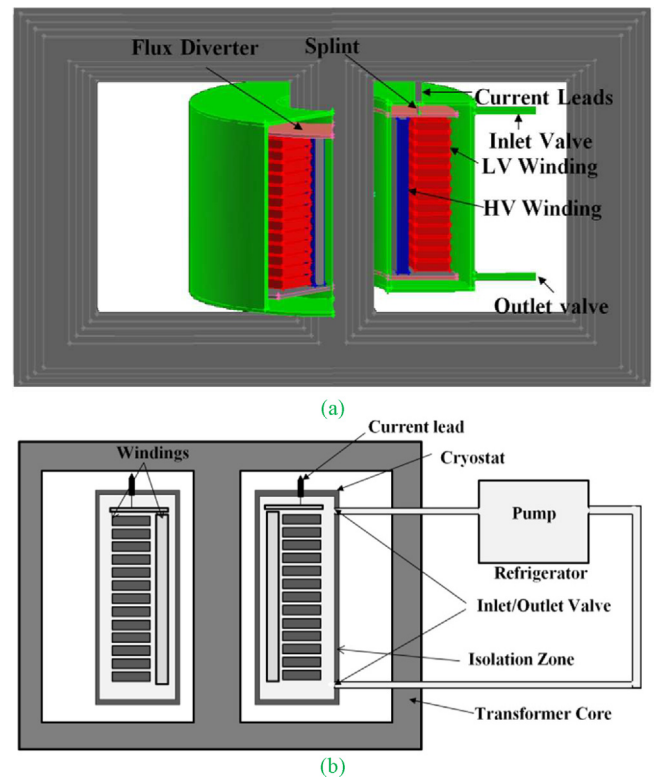 Flux Diverter
Splint
Current Leads
Inlet Valve
LV Winding
HV Winding
Outlet valve
(a)
Current lead
Windings
Cryostat
Pump
Refrigerator
Inlet/Outlet Valve
Isolation Zone
Transformer Core
(b)